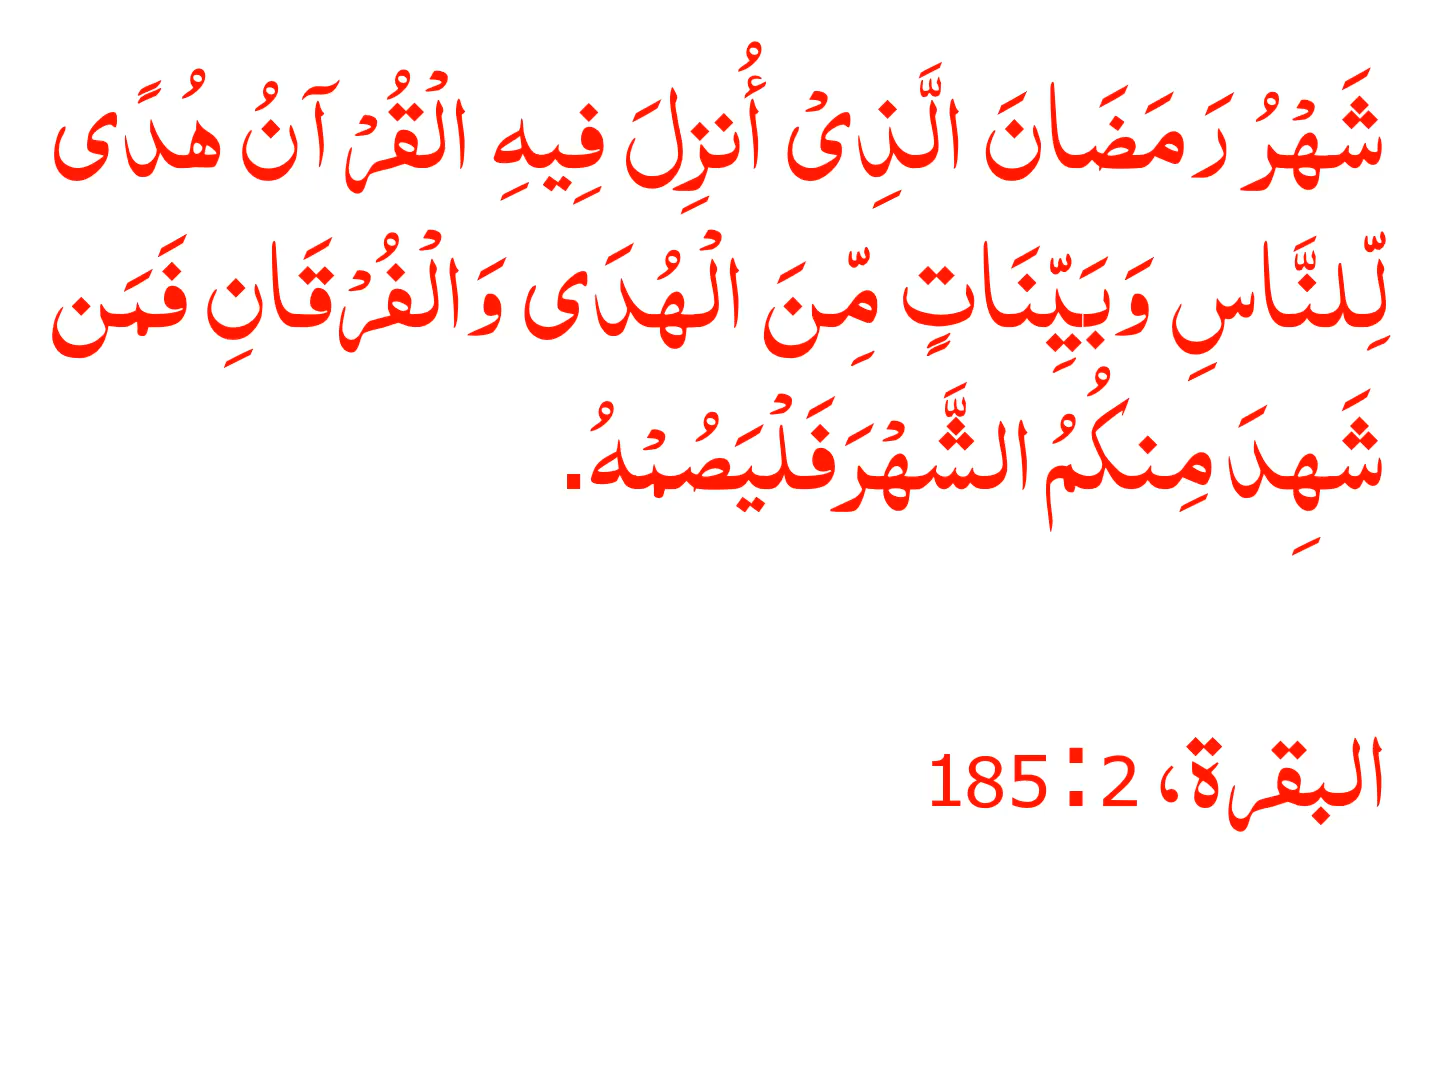 شَهْرُ رَمَضَانَ الَّذِىْ أُنزِلَ فِيهِ الْقُرْآنُ هُدًى
لِّلنَّاسِ وَبَيِّنَاتٍ مِّنَ الْهُدَى وَالْفُرْقَانِ فَمَن
شَهِدَ مِنكُمُ الشَّهْرَ فَلْيَصُمْهُ.
البقرة، 2:185